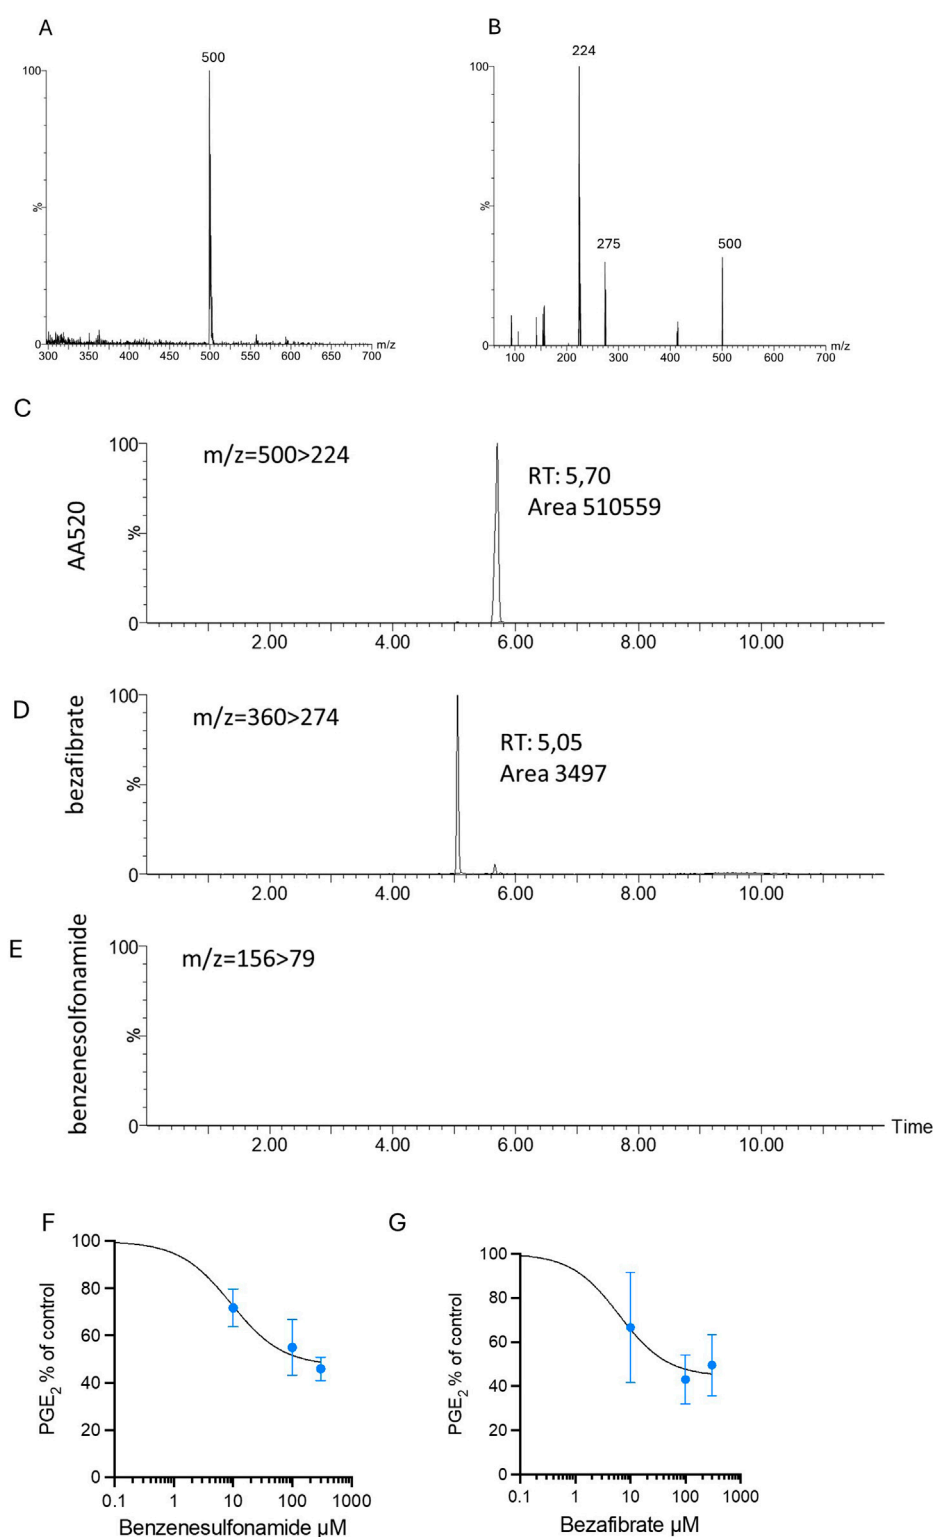 A
500
100
%
0
300 350 400 450 500 550 600 650 700 m/z
B
224
100
%
275
500
0
100 200 300 400 500 600 700 m/z
C
AA520
100
%
0
m/z=500>224
RT: 5,70
Area 510559
2.00 4.00 6.00 8.00 10.00
D
bezafibrate
100
%
0
m/z=360>274
RT: 5,05
Area 3497
2.00 4.00 6.00 8.00 10.00
E
benzenesolfonamide
100
%
0
m/z=156>79
2.00 4.00 6.00 8.00 10.00
Time
F
PGE2 % of control
100
80
60
40
20
0
0.1 1 10 100 1000
Benzenesulfonamide µM
G
PGE2 % of control
100
80
60
40
20
0
0.1 1 10 100 1000
Bezafibrate µM